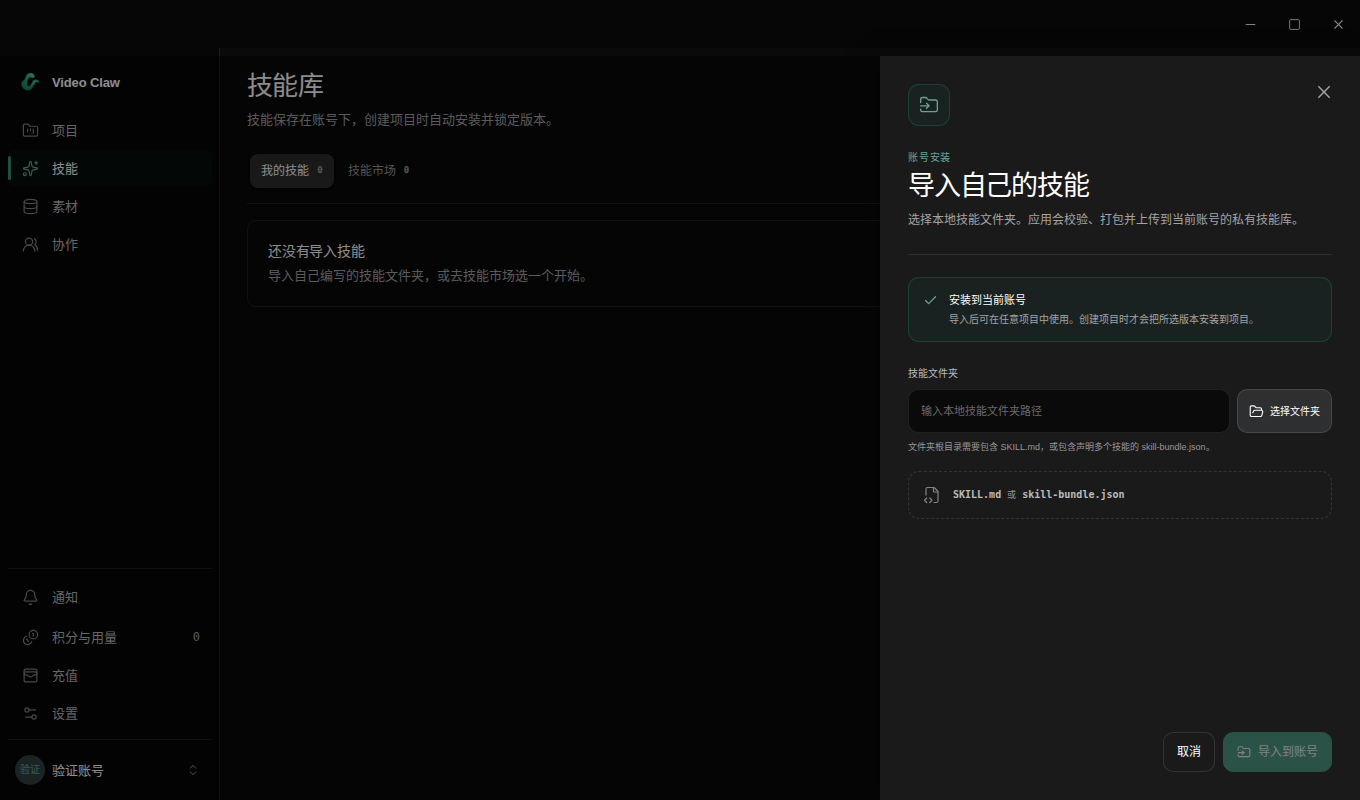 Video Claw
项目
技能
素材
协作
通知
积分与用量 0
充值
设置
验证 验证账号
技能库
技能保存在账号下，创建项目时自动安装并锁定版本。
我的技能 0 技能市场 0
还没有导入技能
导入自己编写的技能文件夹，或去技能市场选一个开始。
账号安装
导入自己的技能
选择本地技能文件夹。应用会校验、打包并上传到当前账号的私有技能库。
安装到当前账号
导入后可在任意项目中使用。创建项目时才会把所选版本安装到项目。
技能文件夹
输入本地技能文件夹路径 选择文件夹
文件夹根目录需要包含 SKILL.md，或包含声明多个技能的 skill-bundle.json。
SKILL.md 或 skill-bundle.json
取消 导入到账号